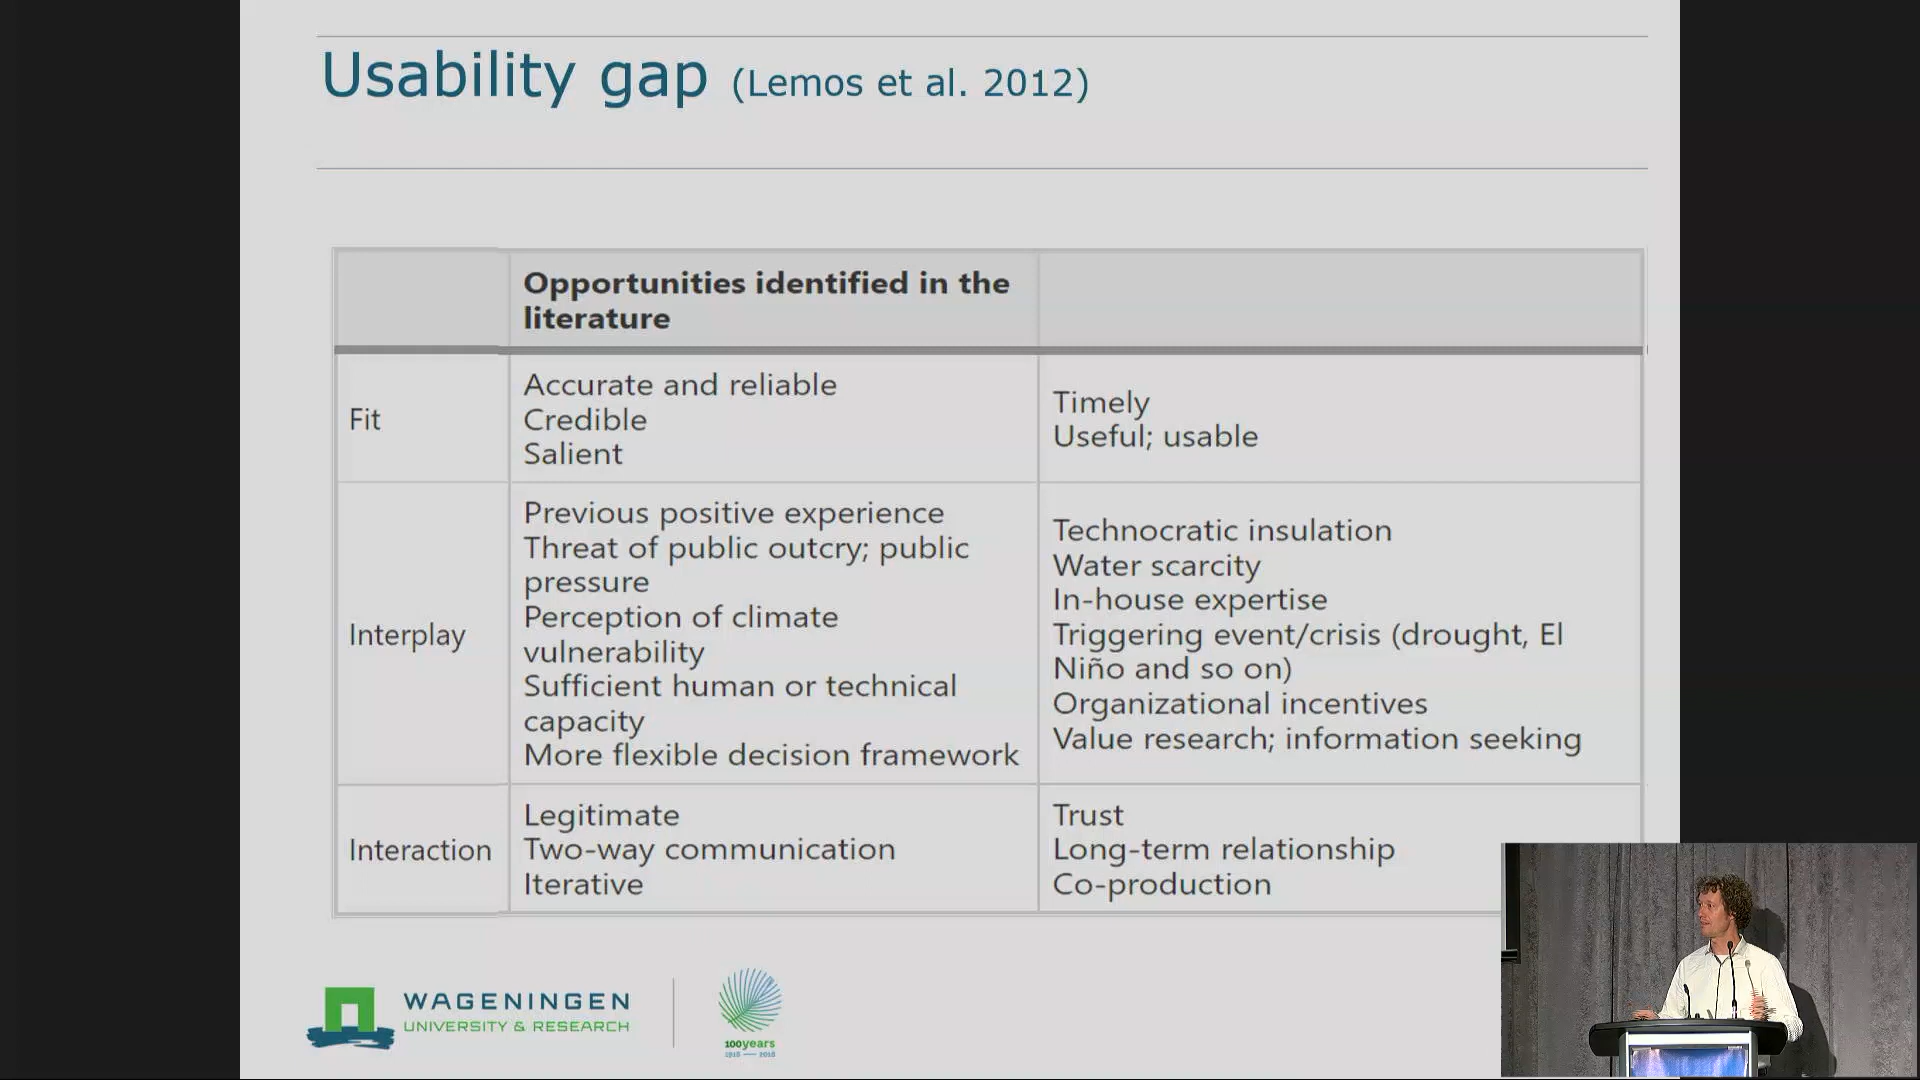 Usability gap (Lemos et al. 2012)
Opportunities identified in the
literature
Fit
Accurate and reliable
Credible
Salient
Timely
Useful; usable
Interplay
Previous positive experience
Threat of public outcry; public
pressure
Perception of climate
vulnerability
Sufficient human or technical
capacity
More flexible decision framework
Technocratic insulation
Water scarcity
In-house expertise
Triggering event/crisis (drought, El
Niño and so on)
Organizational incentives
Value research; information seeking
Interaction
Legitimate
Two-way communication
Iterative
Trust
Long-term relationship
Co-production
WAGENINGEN
UNIVERSITY & RESEARCH
100years
1918 — 2018